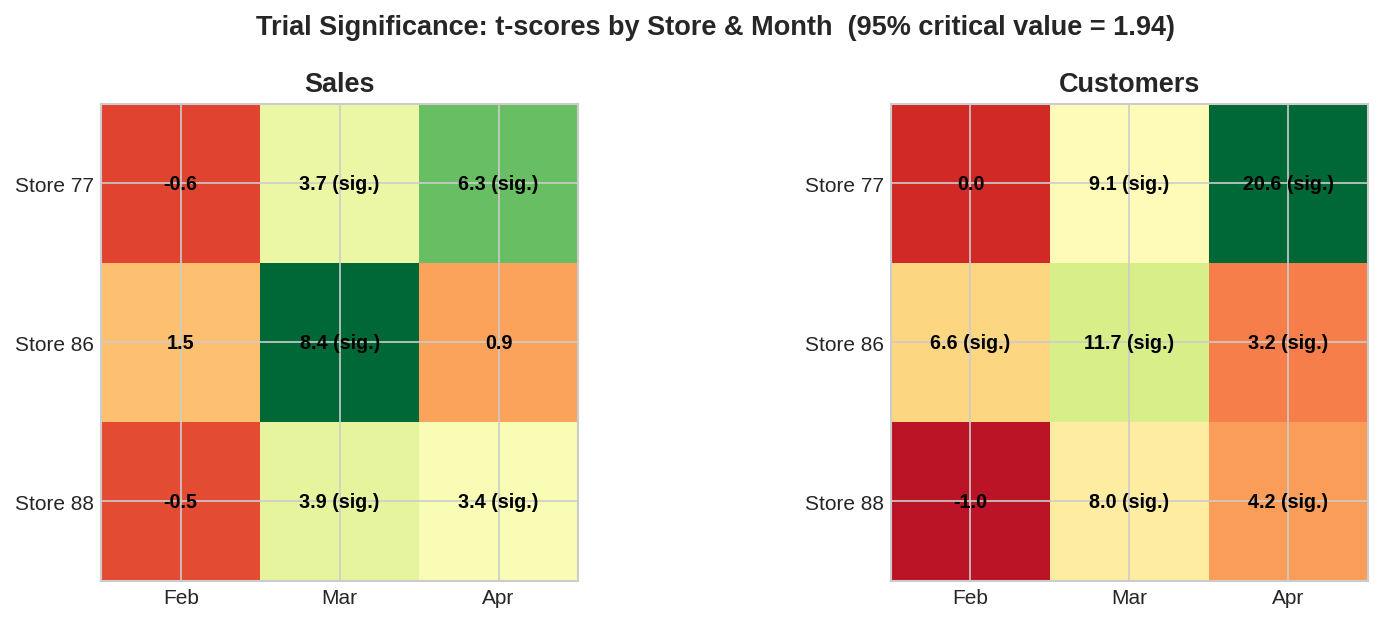 Trial Significance: t-scores by Store & Month  (95% critical value = 1.94)
Sales
Store 77
-0.6
3.7 (sig.)
6.3 (sig.)
Store 86
1.5
8.4 (sig.)
0.9
Store 88
-0.5
3.9 (sig.)
3.4 (sig.)
Feb
Mar
Apr
Customers
Store 77
0.0
9.1 (sig.)
20.6 (sig.)
Store 86
6.6 (sig.)
11.7 (sig.)
3.2 (sig.)
Store 88
-1.0
8.0 (sig.)
4.2 (sig.)
Feb
Mar
Apr